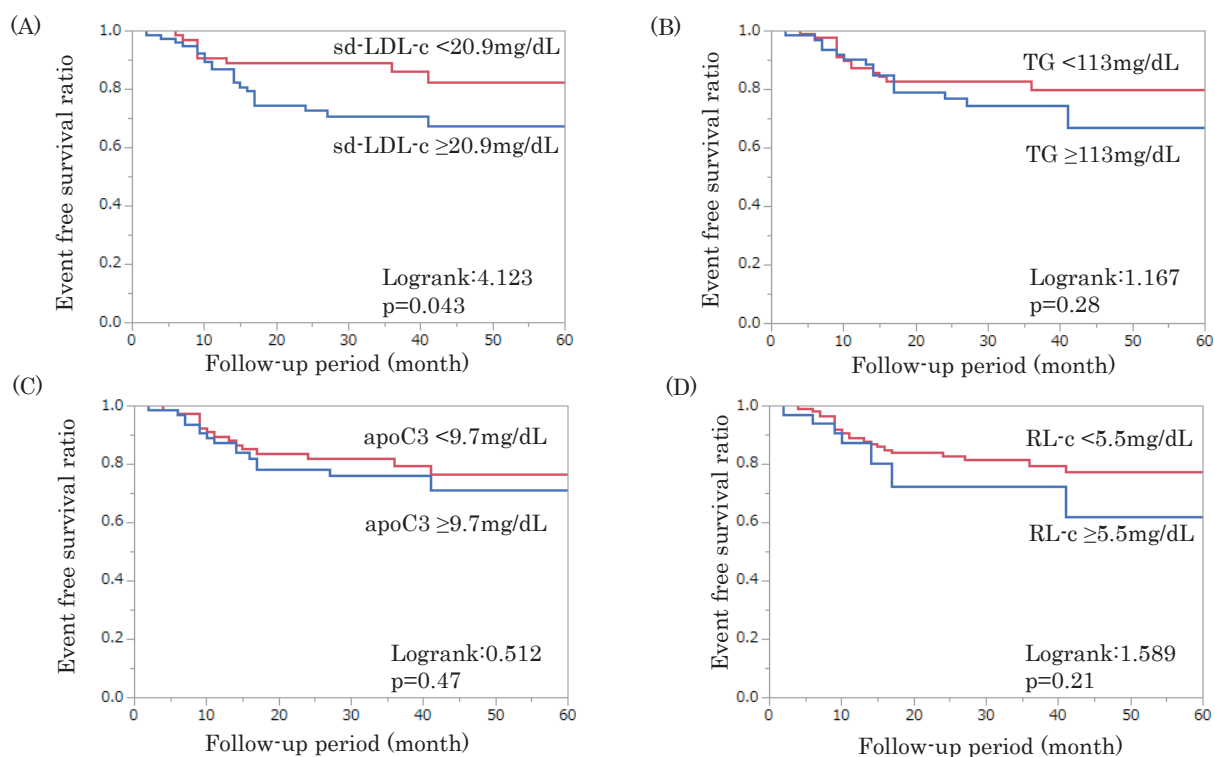 (A)
Event free survival ratio
1.0
0.8
0.6
0.4
0.2
0.0
sd-LDL-c <20.9mg/dL
sd-LDL-c ≥20.9mg/dL
Logrank:4.123
p=0.043
0 10 20 30 40 50 60
Follow-up period (month)
(B)
Event free survival ratio
1.0
0.8
0.6
0.4
0.2
0.0
TG <113mg/dL
TG ≥113mg/dL
Logrank:1.167
p=0.28
0 10 20 30 40 50 60
Follow-up period (month)
(C)
Event free survival ratio
1.0
0.8
0.6
0.4
0.2
0.0
apoC3 <9.7mg/dL
apoC3 ≥9.7mg/dL
Logrank:0.512
p=0.47
0 10 20 30 40 50 60
Follow-up period (month)
(D)
Event free survival ratio
1.0
0.8
0.6
0.4
0.2
0.0
RL-c <5.5mg/dL
RL-c ≥5.5mg/dL
Logrank:1.589
p=0.21
0 10 20 30 40 50 60
Follow-up period (month)